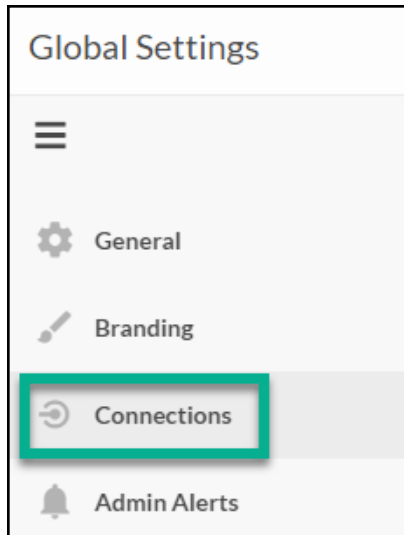 Global Settings
General
Branding
Connections
Admin Alerts